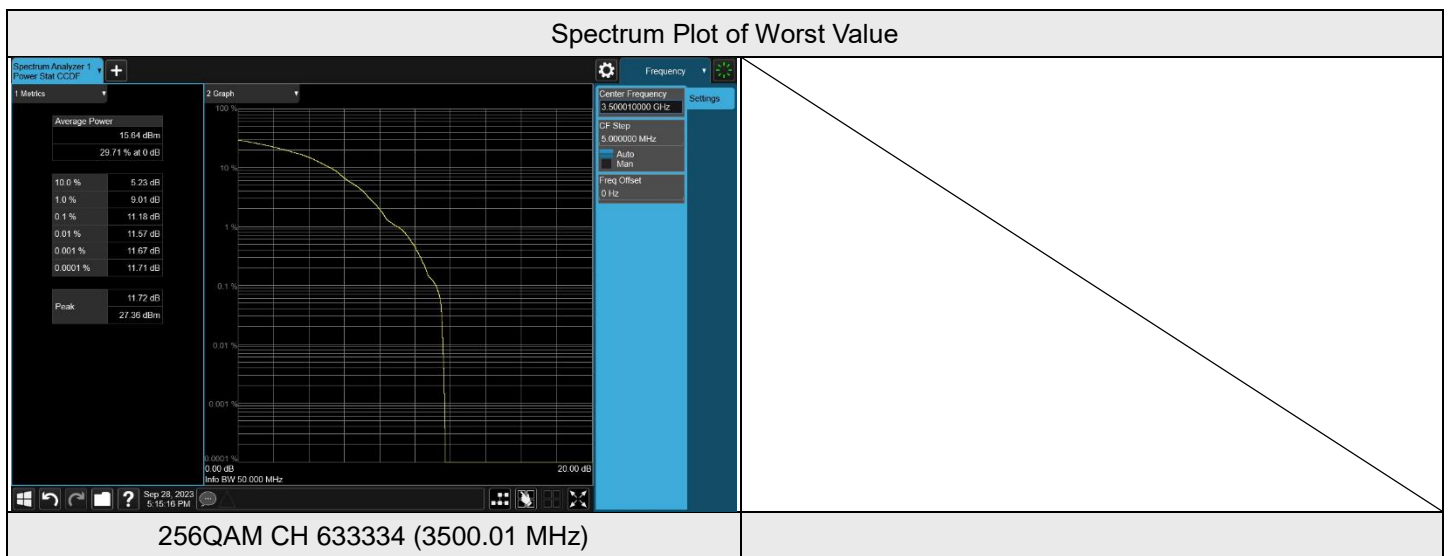 Spectrum Plot of Worst Value
Spectrum Analyzer 1
Power Stat CCDF
+
Frequency
1 Metrics
Average Power
15.64 dBm
29.71 % at 0 dB
10.0 % 5.23 dB
1.0 % 9.01 dB
0.1 % 11.18 dB
0.01 % 11.57 dB
0.001 % 11.67 dB
0.0001 % 11.71 dB
Peak
11.72 dB
27.36 dBm
2 Graph
100 %
10 %
1 %
0.1 %
0.01 %
0.001 %
0.0001 %
0.00 dB 20.00 dB
Info BW 50.000 MHz
Center Frequency
3.500010000 GHz
Settings
CF Step
5.000000 MHz
Auto
Man
Freq Offset
0 Hz
?
Sep 28, 2023
5:15:16 PM
256QAM CH 633334 (3500.01 MHz)